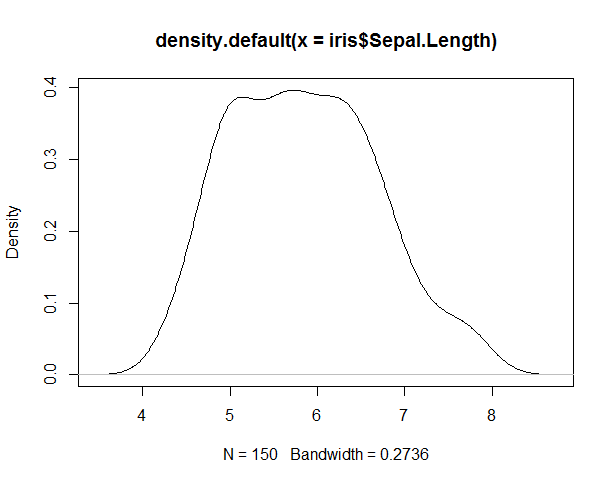 density.default(x = iris$Sepal.Length)
Density
0.4
0.3
0.2
0.1
0.0
4 5 6 7 8
N = 150 Bandwidth = 0.2736